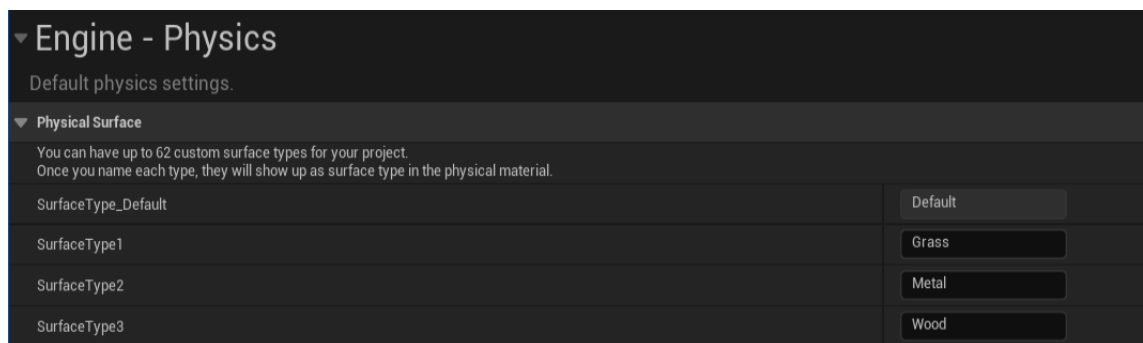 Engine - Physics
Default physics settings.
Physical Surface
You can have up to 62 custom surface types for your project.
Once you name each type, they will show up as surface type in the physical material.
SurfaceType_Default Default
SurfaceType1 Grass
SurfaceType2 Metal
SurfaceType3 Wood